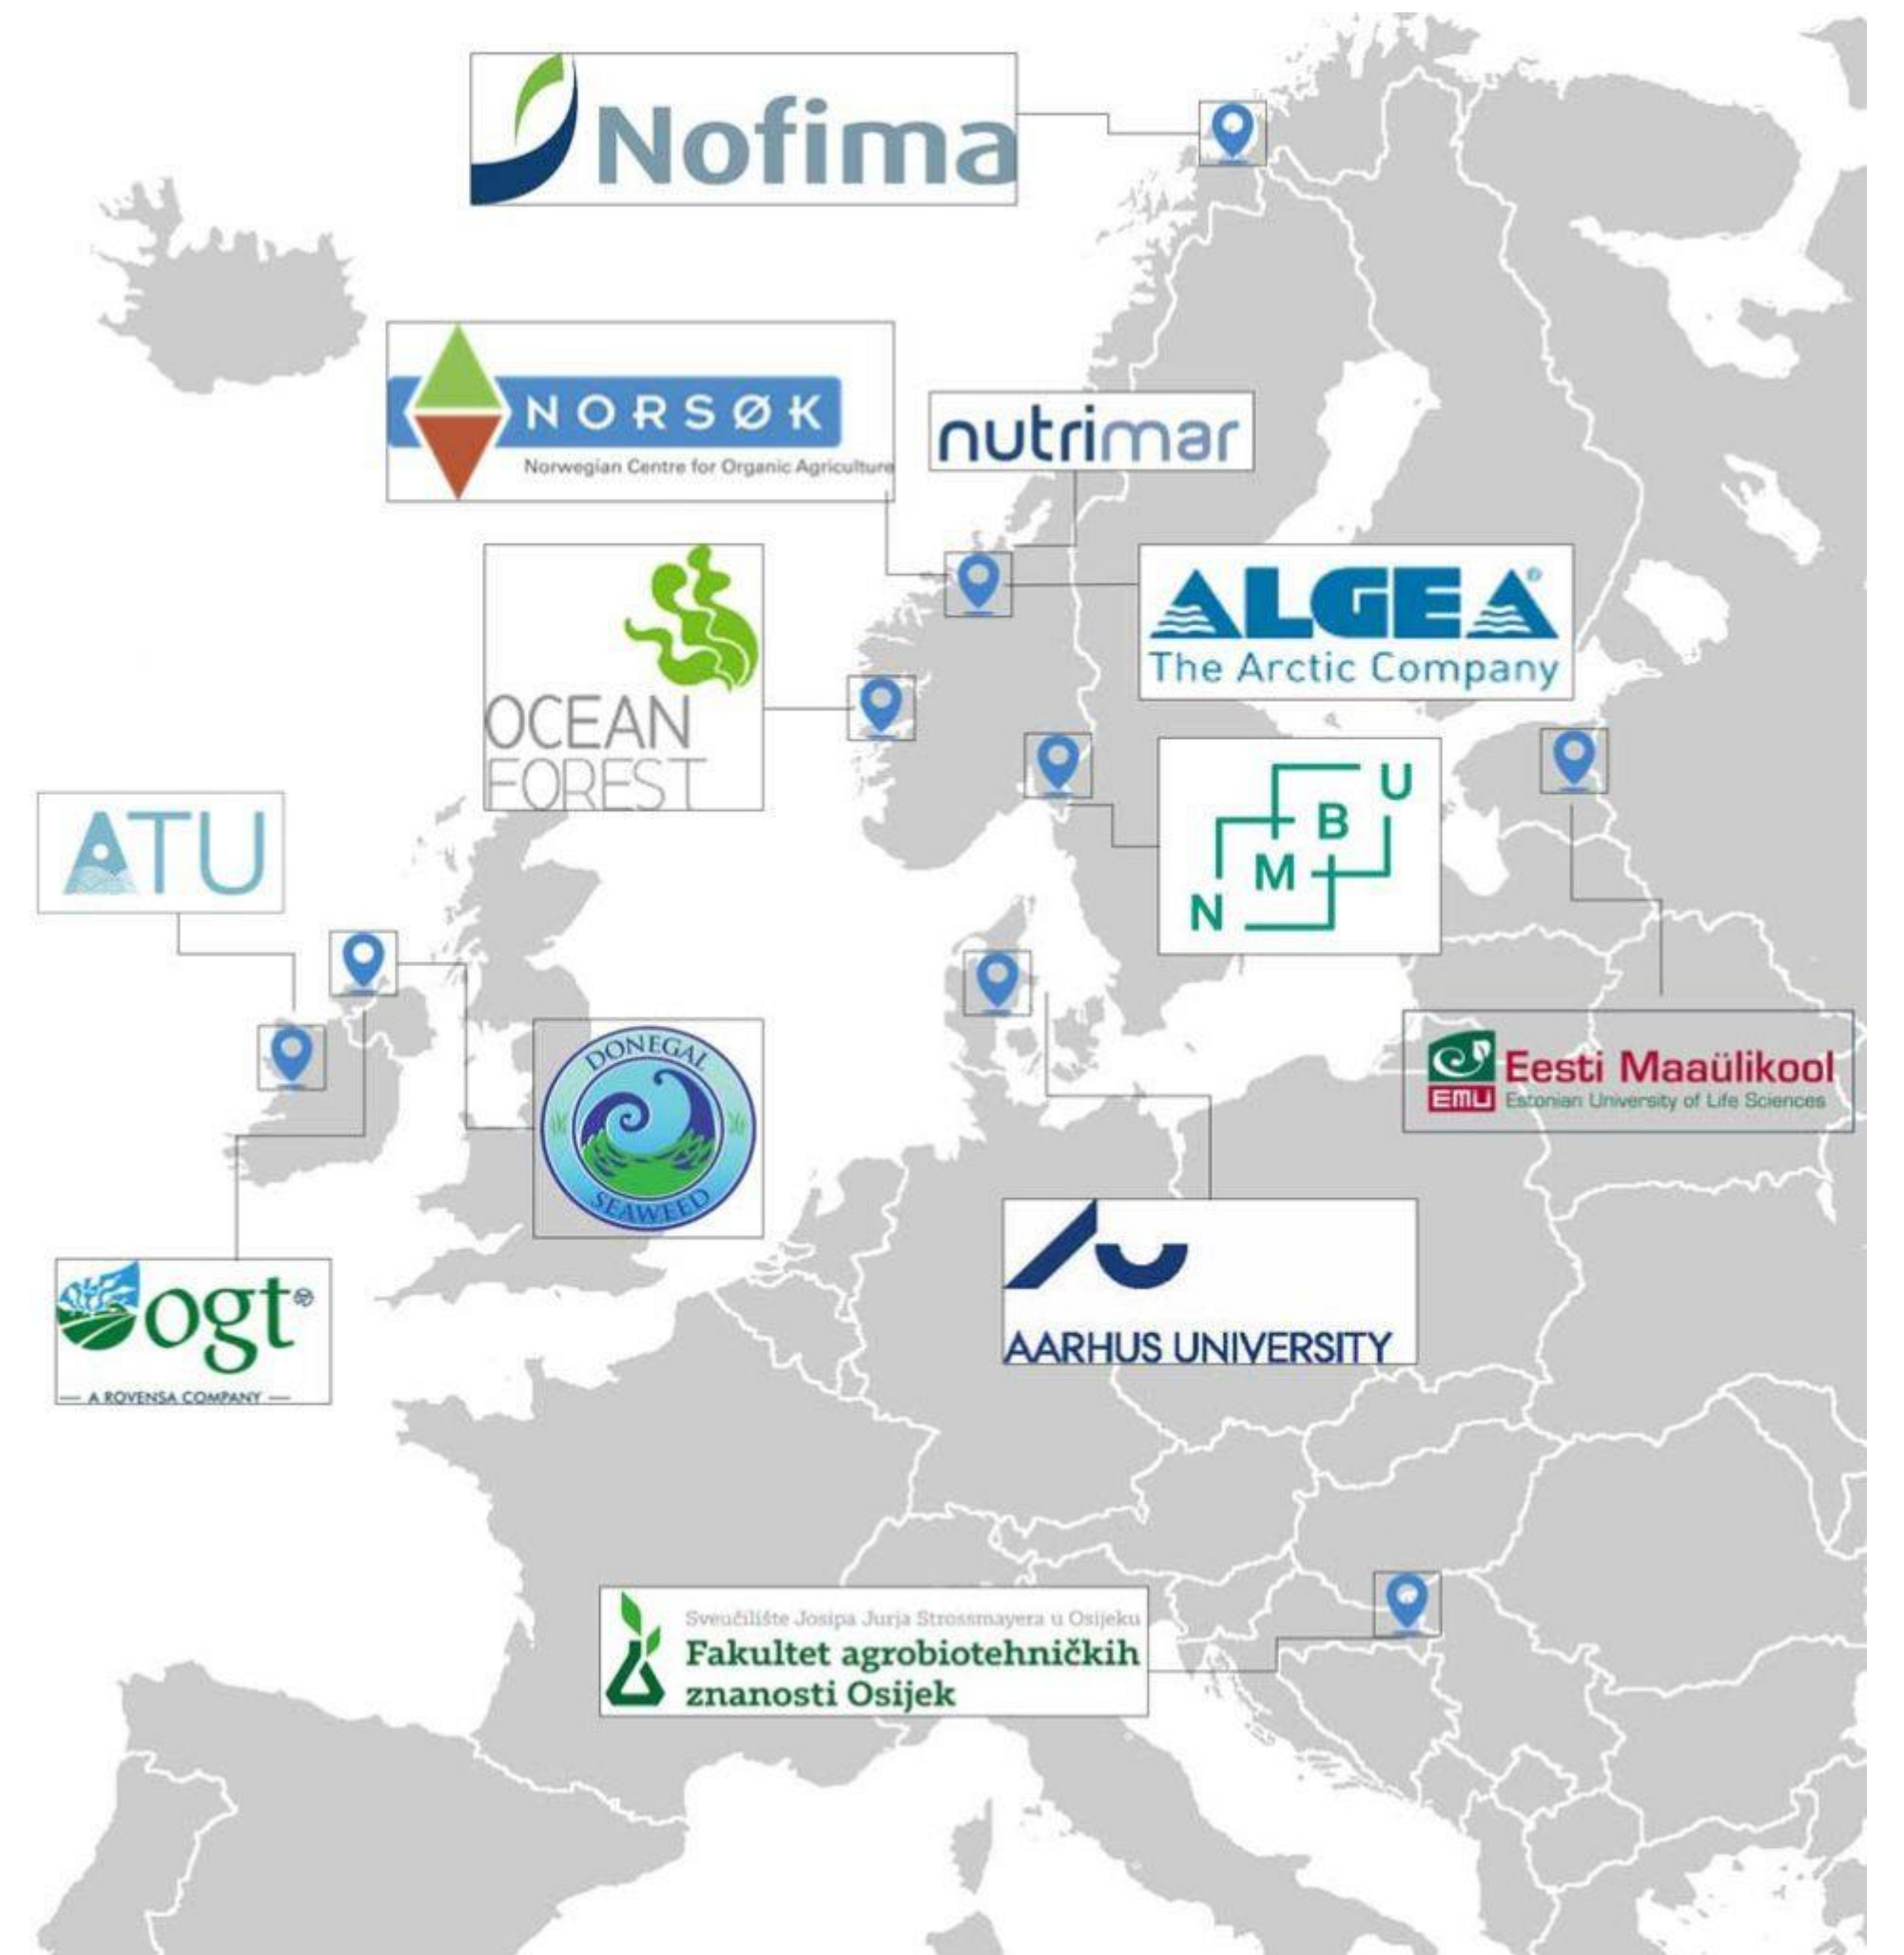 Nofima
NORSØK
Norwegian Centre for Organic Agriculture
nutrimar
OCEAN
FOREST
ALGEA®
The Arctic Company
ATU
U
B
M
N
DONEGAL
SEAWEED
Eesti Maaülikool
EMU
Estonian University of Life Sciences
ogt
A ROVENSA COMPANY
AARHUS UNIVERSITY
Sveučilište Josipa Jurja Strossmayera u Osijeku
Fakultet agrobiotehničkih
znanosti Osijek